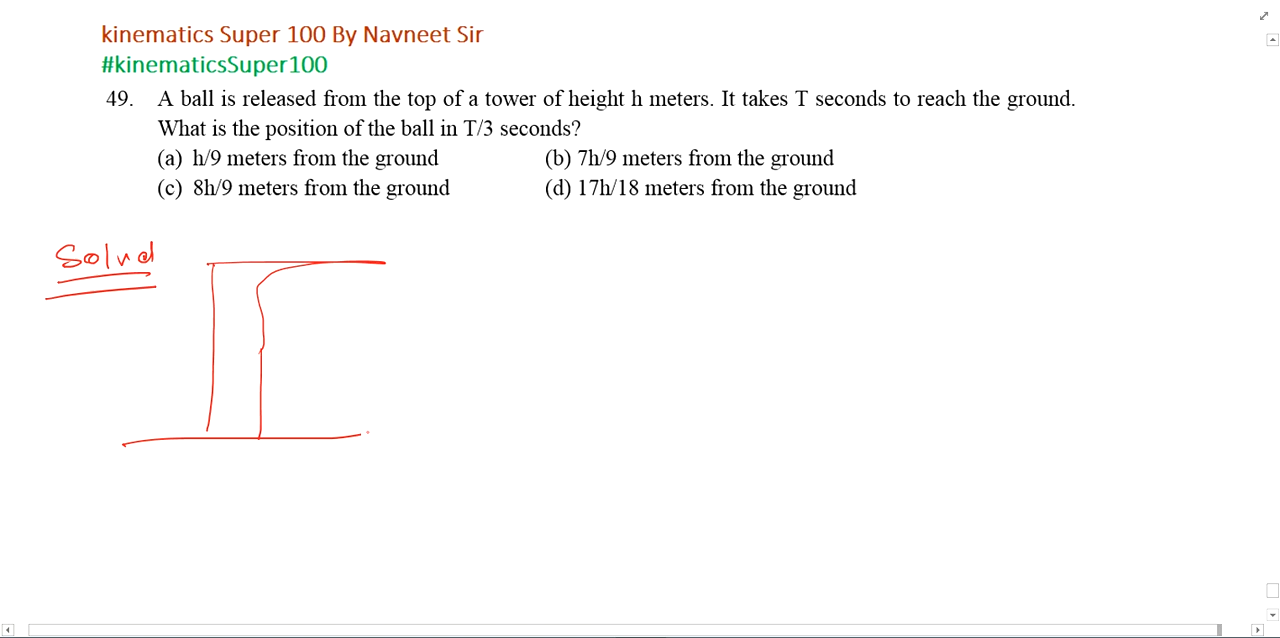 kinematics Super 100 By Navneet Sir
#kinematicsSuper100
49. A ball is released from the top of a tower of height h meters. It takes T seconds to reach the ground.
What is the position of the ball in T/3 seconds?
(a) h/9 meters from the ground (b) 7h/9 meters from the ground
(c) 8h/9 meters from the ground (d) 17h/18 meters from the ground
Solnd